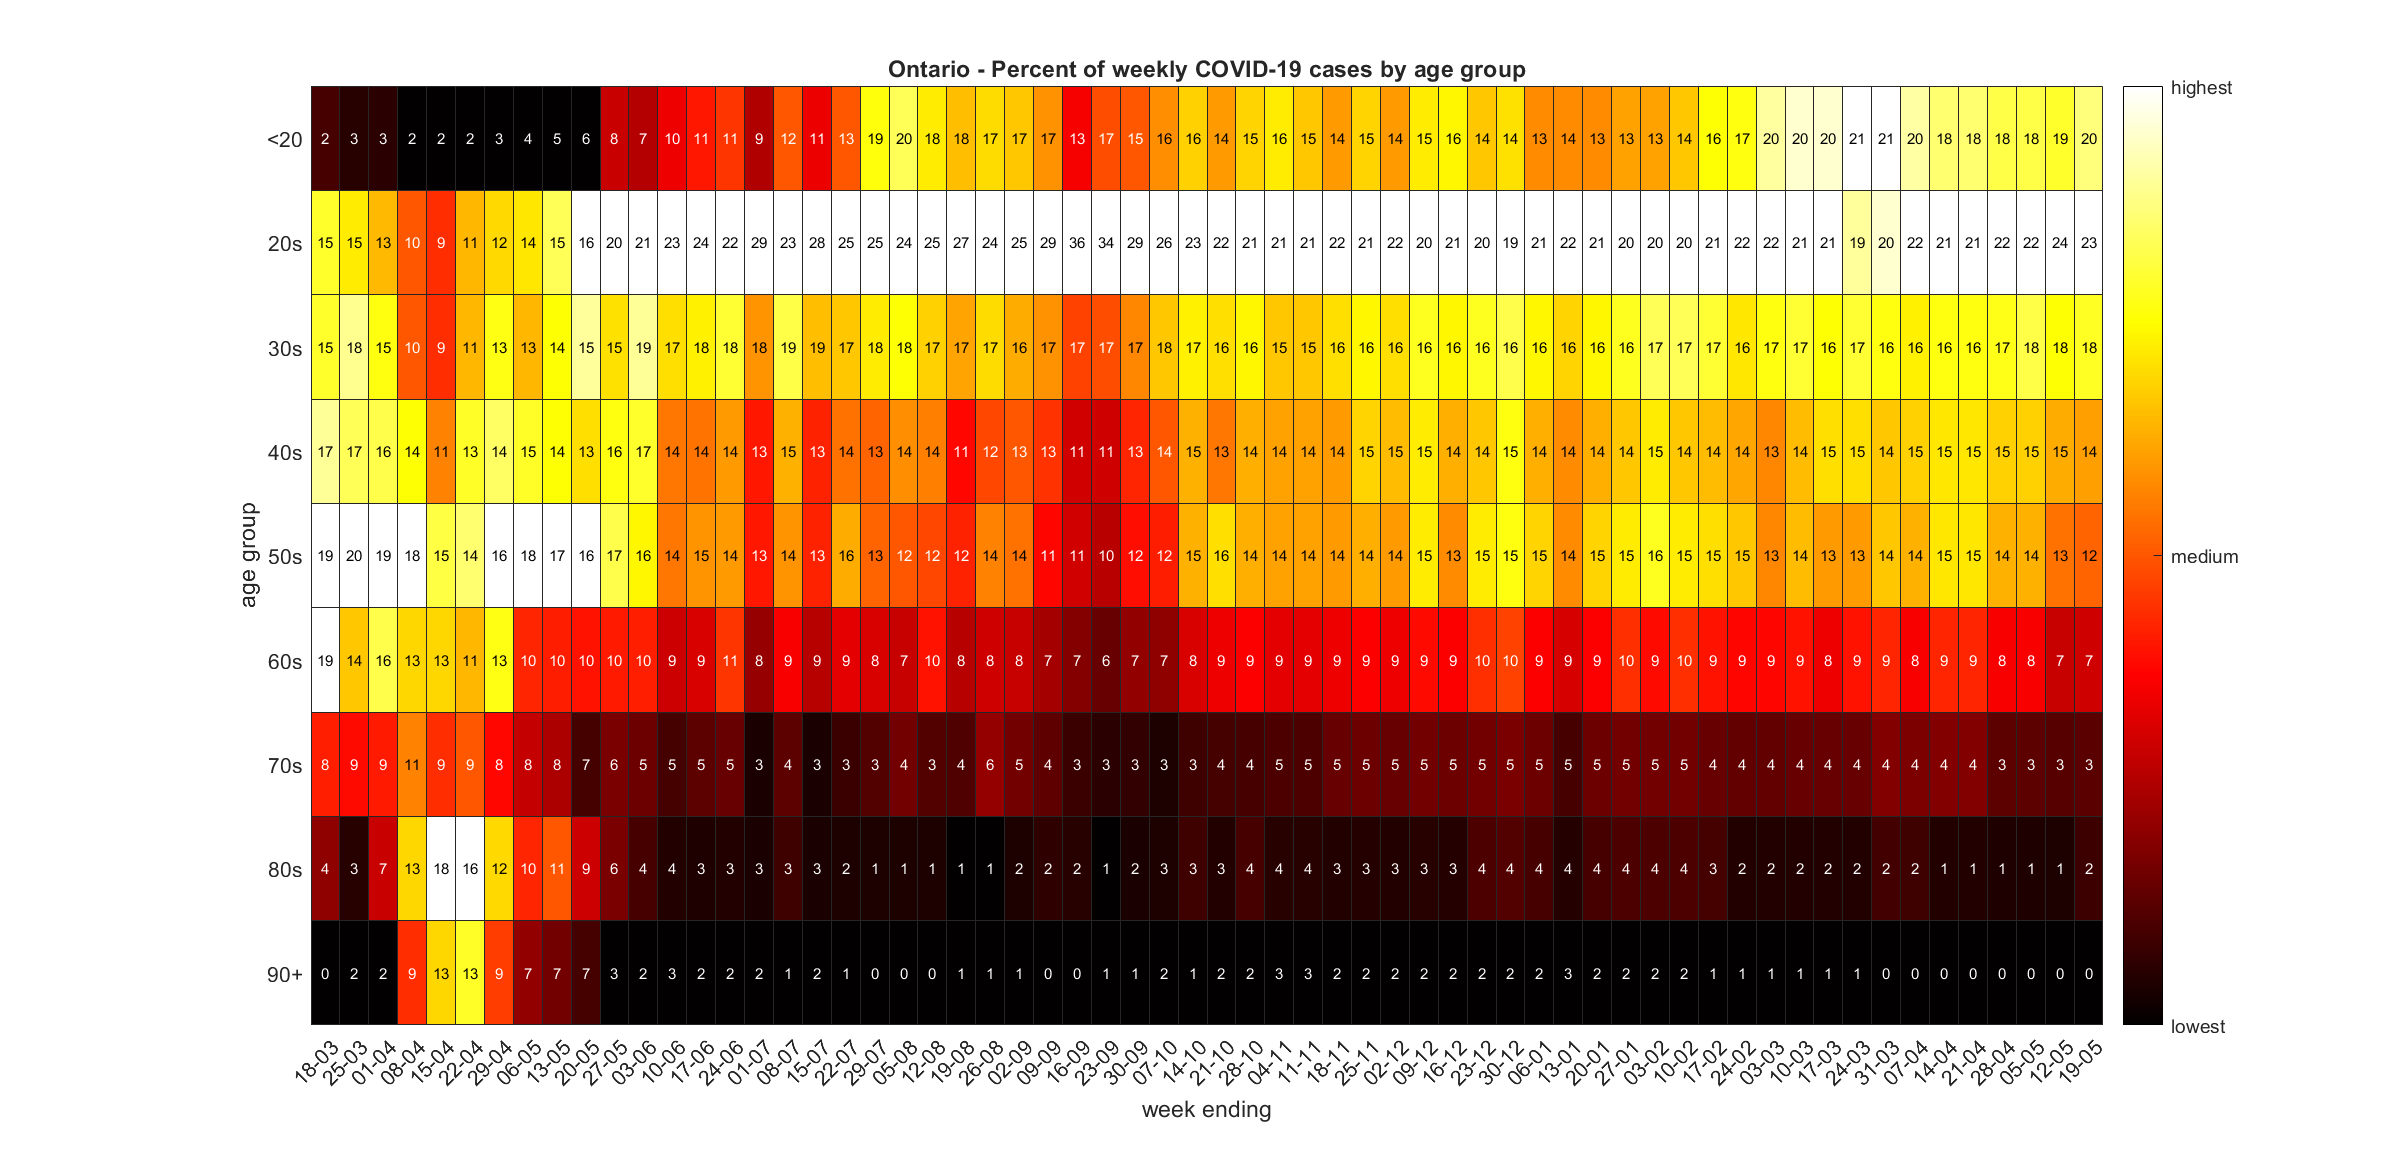 Ontario - Percent of weekly COVID-19 cases by age group
<20 2 3 3 2 2 2 3 4 5 6 8 7 10 11 11 9 12 11 13 19 20 18 18 17 17 17 13 17 15 16 16 14 15 16 15 14 15 14 15 16 14 14 13 14 13 13 13 14 16 17 20 20 20 21 21 20 18 18 18 18 19 20
20s 15 15 13 10 9 11 12 14 15 16 20 21 23 24 22 29 23 28 25 25 24 25 27 24 25 29 36 34 29 26 23 22 21 21 21 22 21 22 20 21 20 19 21 22 21 20 20 20 21 22 22 21 21 19 20 22 21 21 22 22 24 23
30s 15 18 15 10 9 11 13 13 14 15 15 19 17 18 18 18 19 19 17 18 18 17 17 17 16 17 17 17 17 18 17 16 16 15 15 16 16 16 16 16 16 16 16 16 16 16 17 17 17 16 17 17 16 17 16 16 16 16 17 18 18 18
40s 17 17 16 14 11 13 14 15 14 13 16 17 14 14 14 13 15 13 14 13 14 14 11 12 13 13 11 11 13 14 15 13 14 14 14 14 15 15 15 14 14 15 14 14 14 14 15 14 14 14 13 14 15 15 14 15 15 15 15 15 15 14
50s 19 20 19 18 15 14 16 18 17 16 17 16 14 15 14 13 14 13 16 13 12 12 12 14 14 11 11 10 12 12 15 16 14 14 14 14 14 14 15 13 15 15 15 14 15 15 16 15 15 15 13 14 13 13 14 14 15 15 14 14 13 12
60s 19 14 16 13 13 11 13 10 10 10 10 10 9 9 11 8 9 9 9 8 7 10 8 8 8 7 7 6 7 7 8 9 9 9 9 9 9 9 9 9 10 10 9 9 9 10 9 10 9 9 9 9 8 9 9 8 9 9 8 8 7 7
70s 8 9 9 11 9 9 8 8 8 7 6 5 5 5 5 3 4 3 3 3 4 3 4 6 5 4 3 3 3 3 3 4 4 5 5 5 5 5 5 5 5 5 5 5 5 5 5 5 4 4 4 4 4 4 4 4 4 4 3 3 3 3
80s 4 3 7 13 18 16 12 10 11 9 6 4 4 3 3 3 3 3 2 1 1 1 1 1 2 2 2 1 2 3 3 3 4 4 4 3 3 3 3 3 4 4 4 4 4 4 4 4 3 2 2 2 2 2 2 2 1 1 1 1 1 2
90+ 0 2 2 9 13 13 9 7 7 7 3 2 3 2 2 2 1 2 1 0 0 0 1 1 1 0 0 1 1 2 1 2 2 3 3 2 2 2 2 2 2 2 2 3 2 2 2 2 1 1 1 1 1 1 0 0 0 0 0 0 0 0
age group
18-03 25-03 01-04 08-04 15-04 22-04 29-04 06-05 13-05 20-05 27-05 03-06 10-06 17-06 24-06 01-07 08-07 15-07 22-07 29-07 05-08 12-08 19-08 26-08 02-09 09-09 16-09 23-09 30-09 07-10 14-10 21-10 28-10 04-11 11-11 18-11 25-11 02-12 09-12 16-12 23-12 30-12 06-01 13-01 20-01 27-01 03-02 10-02 17-02 24-02 03-03 10-03 17-03 24-03 31-03 07-04 14-04 21-04 28-04 05-05 12-05 19-05
week ending
highest
medium
lowest